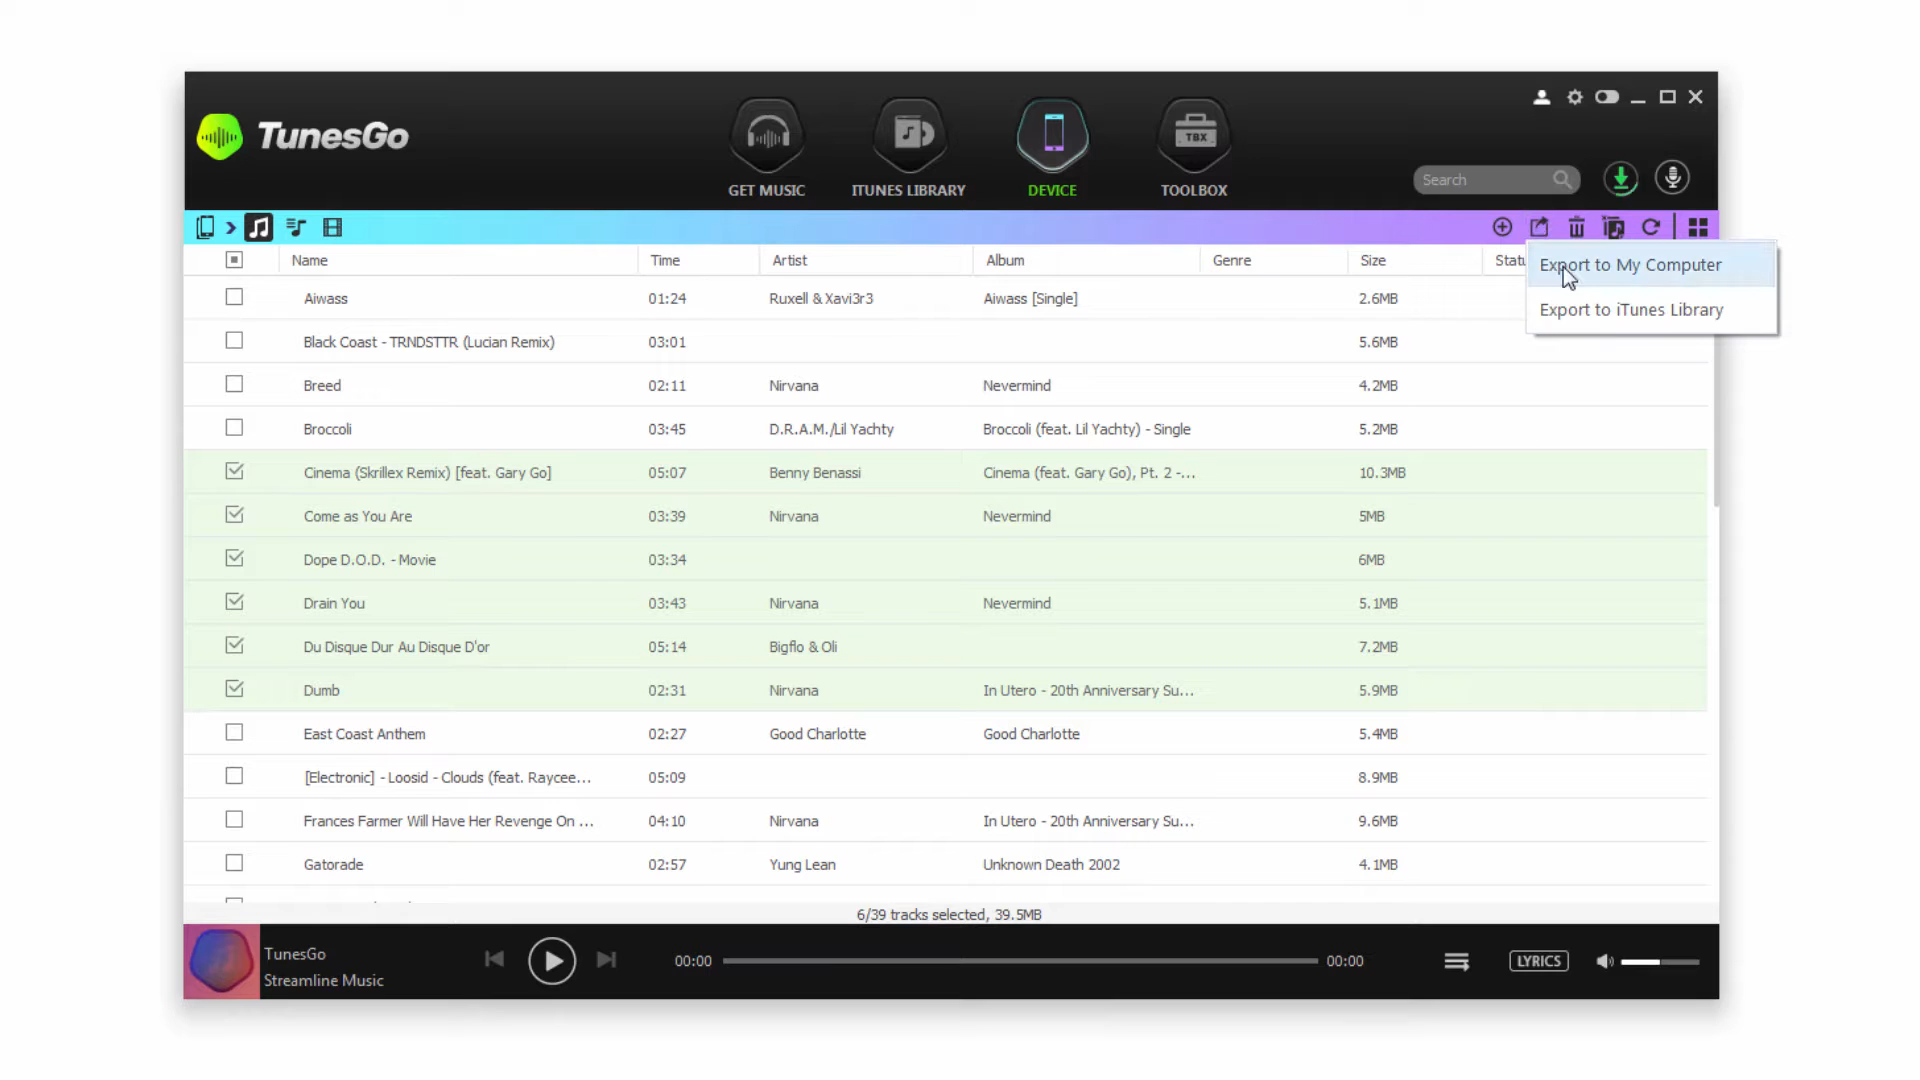 TunesGo
GET MUSIC
ITUNES LIBRARY
DEVICE
TBX
TOOLBOX
Search
Name Time Artist Album Genre Size Statu
Export to My Computer
Export to iTunes Library
Aiwass 01:24 Ruxell & Xavi3r3 Aiwass [Single] 2.6MB
Black Coast - TRNDSTTR (Lucian Remix) 03:01 5.6MB
Breed 02:11 Nirvana Nevermind 4.2MB
Broccoli 03:45 D.R.A.M./Lil Yachty Broccoli (feat. Lil Yachty) - Single 5.2MB
Cinema (Skrillex Remix) [feat. Gary Go] 05:07 Benny Benassi Cinema (feat. Gary Go), Pt. 2 -... 10.3MB
Come as You Are 03:39 Nirvana Nevermind 5MB
Dope D.O.D. - Movie 03:34 6MB
Drain You 03:43 Nirvana Nevermind 5.1MB
Du Disque Dur Au Disque D'or 05:14 Bigflo & Oli 7.2MB
Dumb 02:31 Nirvana In Utero - 20th Anniversary Su... 5.9MB
East Coast Anthem 02:27 Good Charlotte Good Charlotte 5.4MB
[Electronic] - Loosid - Clouds (feat. Raycee... 05:09 8.9MB
Frances Farmer Will Have Her Revenge On ... 04:10 Nirvana In Utero - 20th Anniversary Su... 9.6MB
Gatorade 02:57 Yung Lean Unknown Death 2002 4.1MB
6/39 tracks selected, 39.5MB
TunesGo
Streamline Music
00:00 00:00
LYRICS